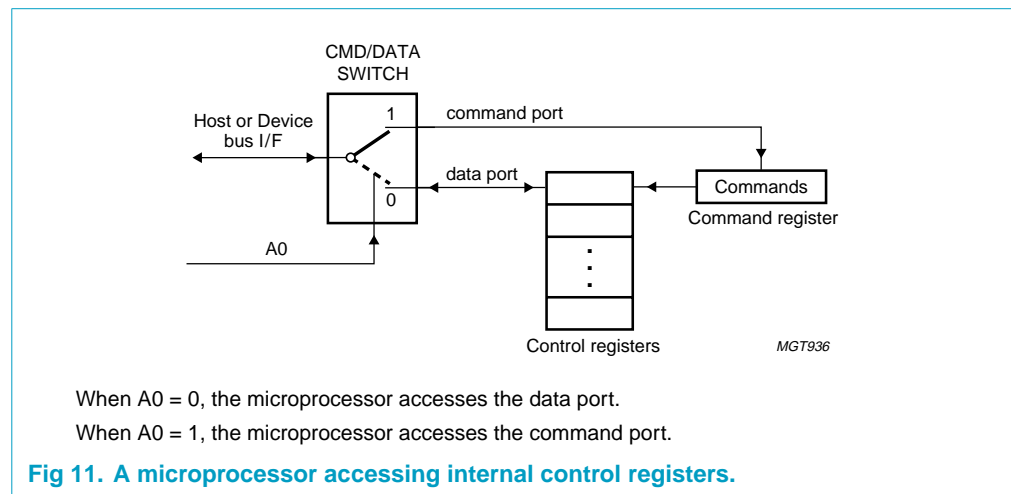 CMD/DATA
SWITCH
Host or Device
bus I/F
1
command port
data port
0
Commands
Command register
A0
Control registers
MGT936
When A0 = 0, the microprocessor accesses the data port.
When A0 = 1, the microprocessor accesses the command port.
Fig 11. A microprocessor accessing internal control registers.